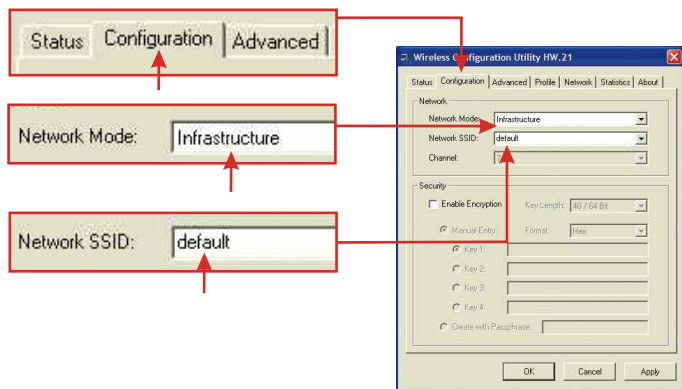 Status Configuration Advanced
Network Mode: Infrastructure
Network SSID: default
Wireless Configuration Utility HW.21
Status Configuration Advanced Profile Network Statistics About
Network
Network Mode: Infrastructure
Network SSID: default
Channel:
Security
Enable Encryption Key Length: 40 / 64 Bit
Manual Entry: Format: Hex
Key 1:
Key 2:
Key 3:
Key 4:
Create with Passphrase:
OK Cancel Apply